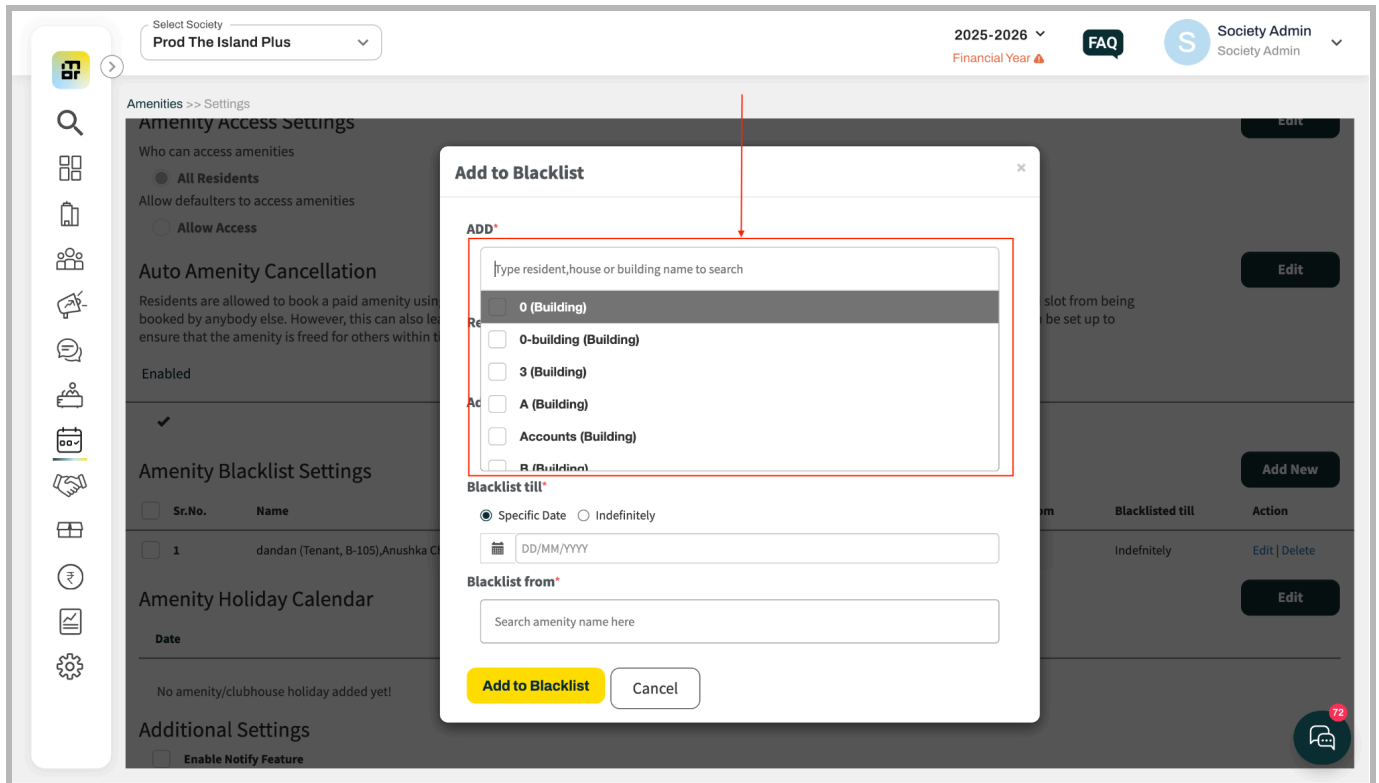 Select Society
Prod The Island Plus
2025-2026
Financial Year
FAQ
S
Society Admin
Society Admin
Amenities >> Settings
Amenity Access Settings
Edit
Who can access amenities
All Residents
Allow defaulters to access amenities
Allow Access
Auto Amenity Cancellation
Edit
Residents are allowed to book a paid amenity usin
slot from being
booked by anybody else. However, this can also lea
be set up to
ensure that the amenity is freed for others within t
Enabled
Amenity Blacklist Settings
Add New
Sr.No. Name
Blacklisted till Action
1 dandan (Tenant, B-105),Anushka C
Indefnitely Edit | Delete
Amenity Holiday Calendar
Edit
Date
No amenity/clubhouse holiday added yet!
Additional Settings
Enable Notify Feature
Add to Blacklist
×
ADD*
Type resident,house or building name to search
0 (Building)
0-building (Building)
3 (Building)
A (Building)
Accounts (Building)
B (Building)
Blacklist till*
Specific Date Indefinitely
DD/MM/YYYY
Blacklist from*
Search amenity name here
Add to Blacklist Cancel
72